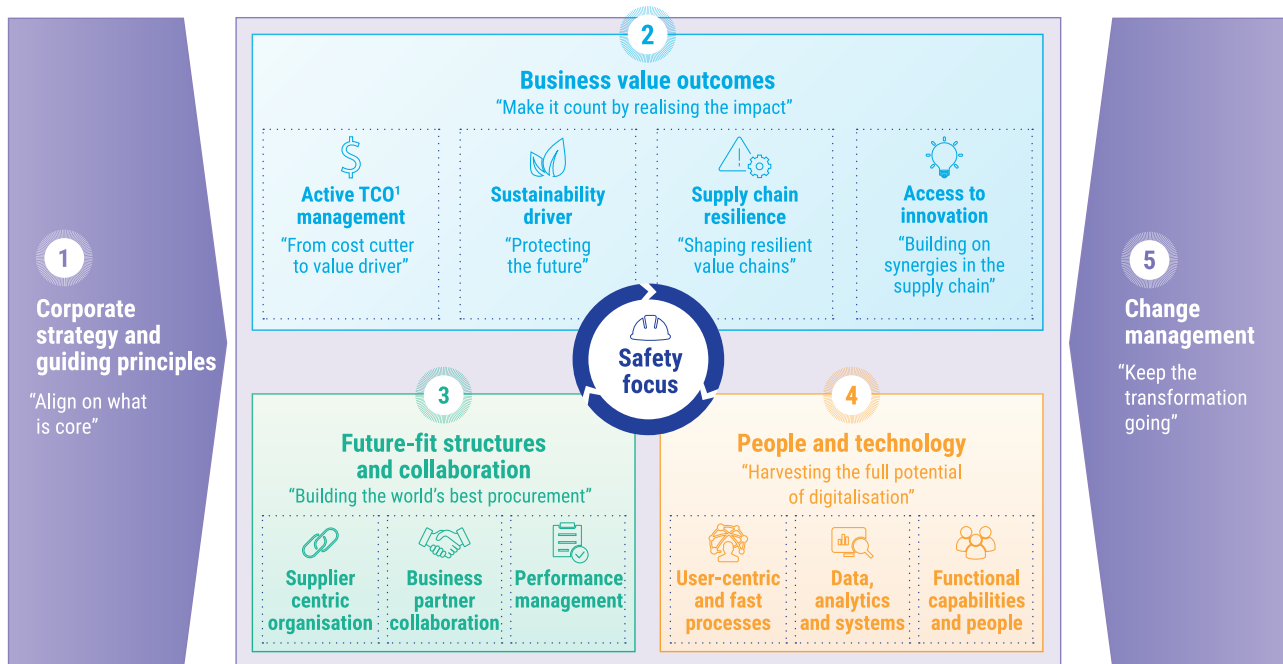 1
Corporate
strategy and
guiding principles
“Align on what
is core”
2
Business value outcomes
“Make it count by realising the impact”
Active TCO¹
management
“From cost cutter
to value driver”
Sustainability
driver
“Protecting
the future”
Supply chain
resilience
“Shaping resilient
value chains”
Access to
innovation
“Building on
synergies in the
supply chain”
Safety
focus
3
Future-fit structures
and collaboration
“Building the world’s best procurement”
Supplier
centric
organisation
Business
partner
collaboration
Performance
management
4
People and technology
“Harvesting the full potential
of digitalisation”
User-centric
and fast
processes
Data,
analytics
and systems
Functional
capabilities
and people
5
Change
management
“Keep the
transformation
going”